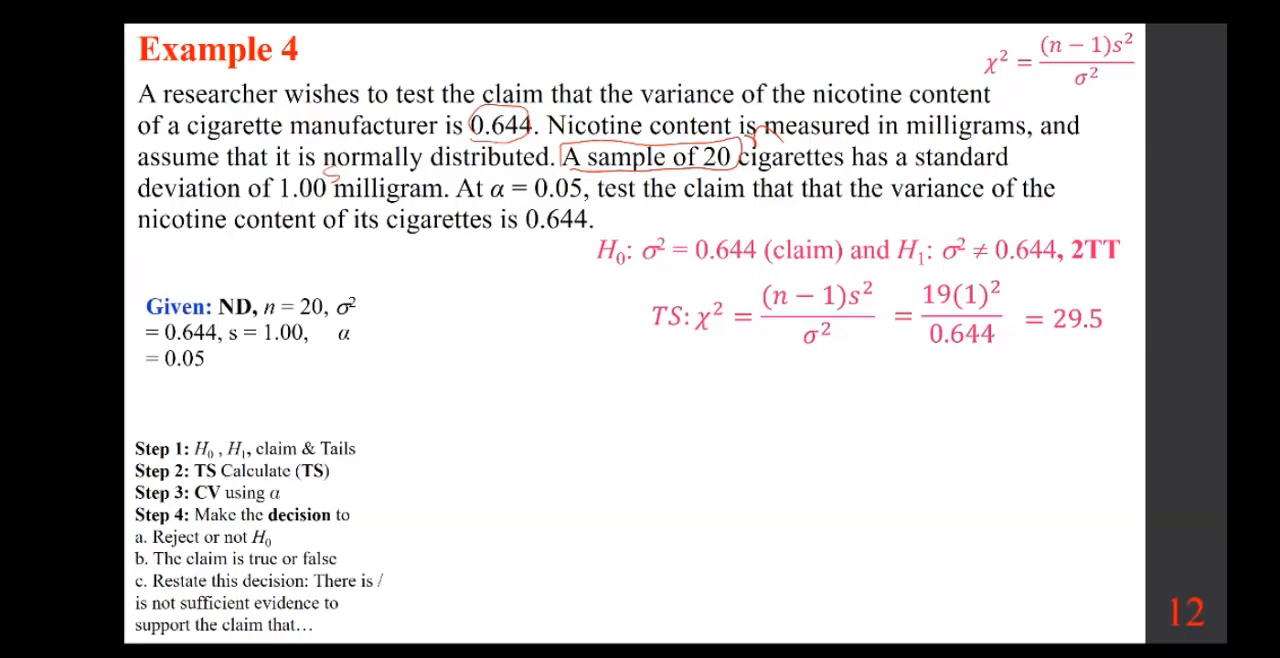 Example 4
χ² = (n − 1)s² / σ²
A researcher wishes to test the claim that the variance of the nicotine content
of a cigarette manufacturer is 0.644. Nicotine content is measured in milligrams, and
assume that it is normally distributed. A sample of 20 cigarettes has a standard
deviation of 1.00 milligram. At α = 0.05, test the claim that that the variance of the
nicotine content of its cigarettes is 0.644.
H₀: σ² = 0.644 (claim) and H₁: σ² ≠ 0.644, 2TT
TS: χ² = (n − 1)s² / σ² = 19(1)² / 0.644 = 29.5
Given: ND, n = 20, σ²
= 0.644, s = 1.00, α
= 0.05
Step 1: H₀ , H₁, claim & Tails
Step 2: TS Calculate (TS)
Step 3: CV using α
Step 4: Make the decision to
a. Reject or not H₀
b. The claim is true or false
c. Restate this decision: There is /
is not sufficient evidence to
support the claim that…
12